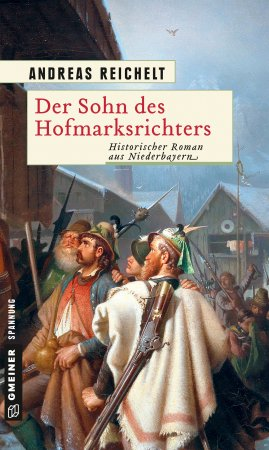 ANDREAS REICHELT
Der Sohn des
Hofmarksrichters
Historischer Roman
aus Niederbayern
GMEINER SPANNUNG